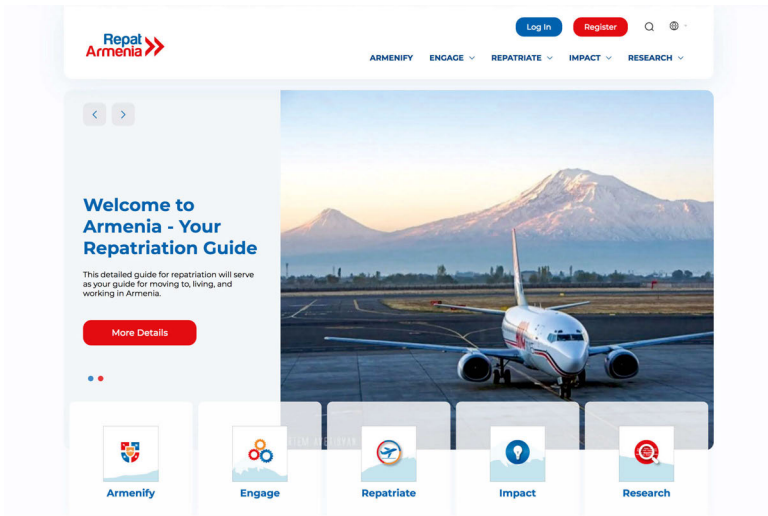 Repat
Armenia
Log In
Register
ARMENIFY
ENGAGE
REPATRIATE
IMPACT
RESEARCH
Welcome to
Armenia - Your
Repatriation Guide
This detailed guide for repatriation will serve
as your guide for moving to, living, and
working in Armenia.
More Details
Armenify
Engage
Repatriate
Impact
Research